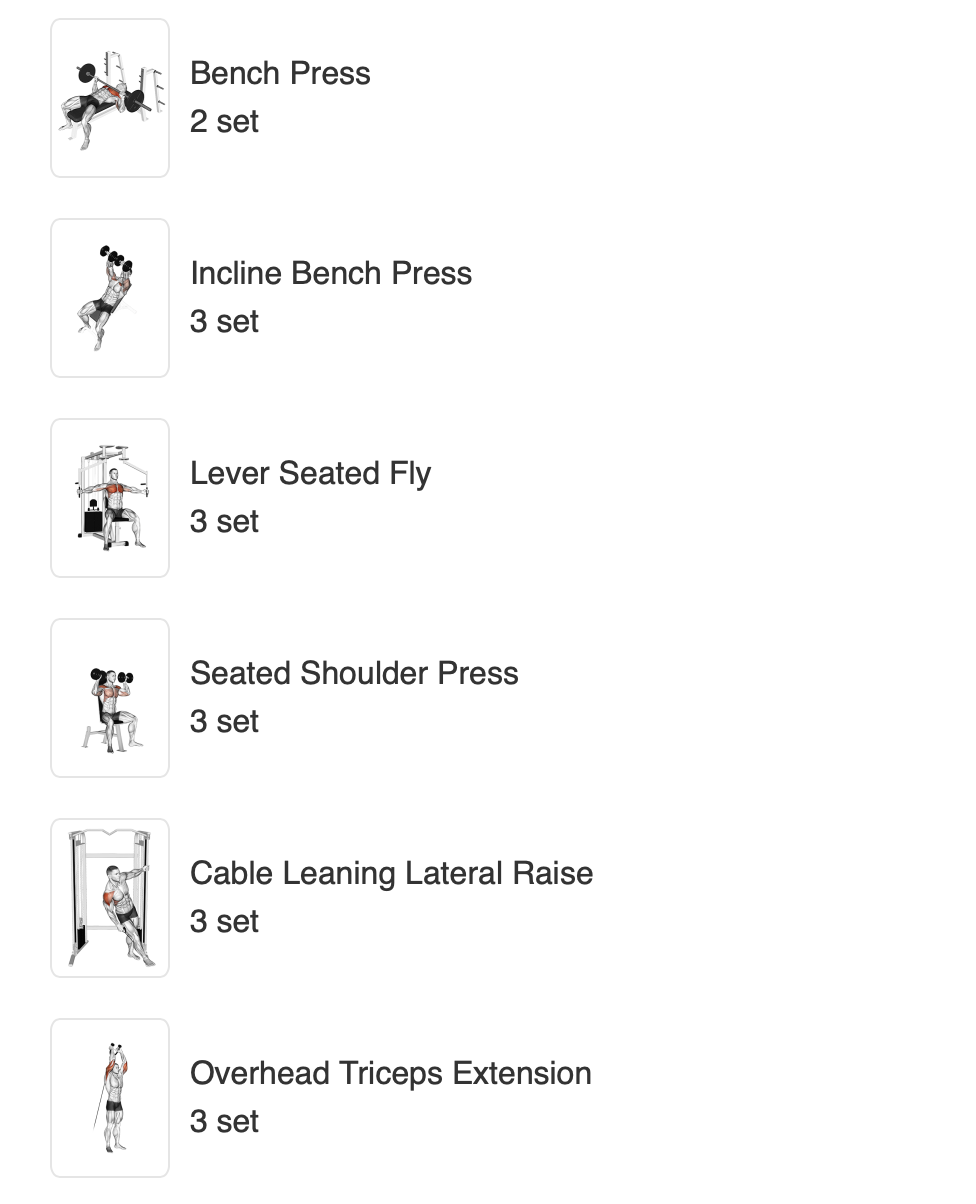 Bench Press
2 set
Incline Bench Press
3 set
Lever Seated Fly
3 set
Seated Shoulder Press
3 set
Cable Leaning Lateral Raise
3 set
Overhead Triceps Extension
3 set